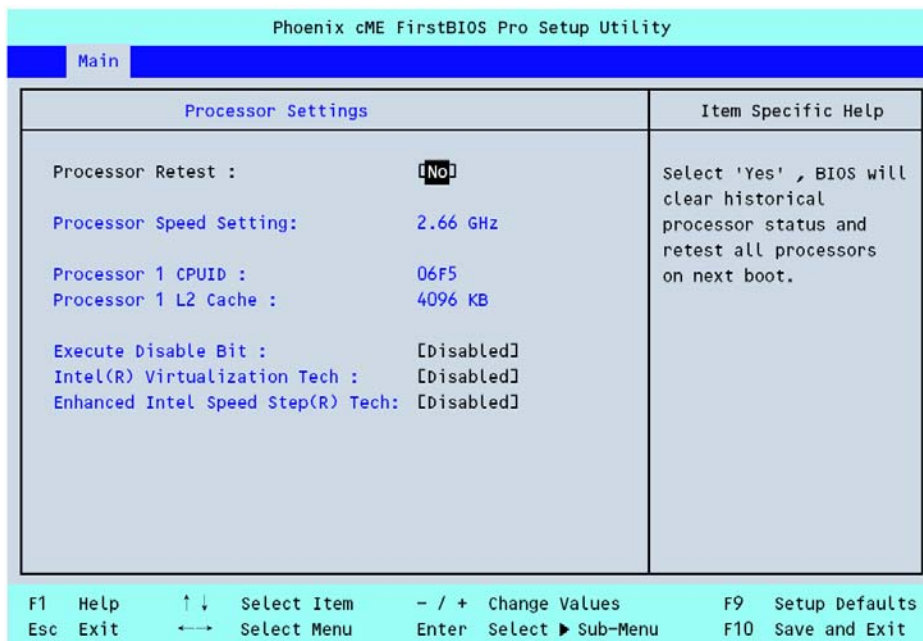 Phoenix cME FirstBIOS Pro Setup Utility
Main
Processor Settings
Item Specific Help
Processor Retest : [No]
Processor Speed Setting: 2.66 GHz
Processor 1 CPUID : 06F5
Processor 1 L2 Cache : 4096 KB
Execute Disable Bit : [Disabled]
Intel(R) Virtualization Tech : [Disabled]
Enhanced Intel Speed Step(R) Tech: [Disabled]
Select 'Yes' , BIOS will
clear historical
processor status and
retest all processors
on next boot.
F1 Help ↑ ↓ Select Item - / + Change Values F9 Setup Defaults
Esc Exit ←→ Select Menu Enter Select ▶ Sub-Menu F10 Save and Exit